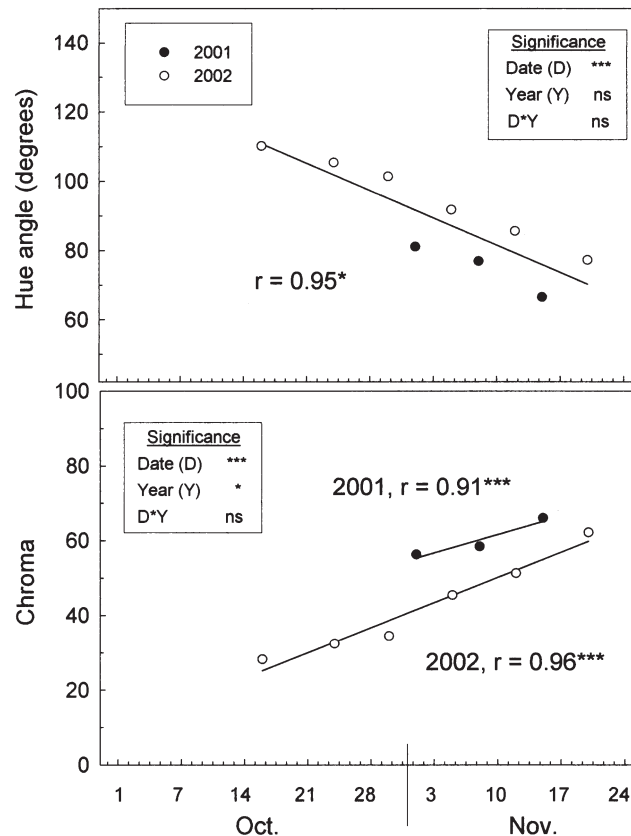 140
120
100
80
60
Hue angle (degrees)
2001
2002
Significance
Date (D) ***
Year (Y) ns
D*Y ns
r = 0.95*
100
80
60
40
20
0
Chroma
Significance
Date (D) ***
Year (Y) *
D*Y ns
2001, r = 0.91***
2002, r = 0.96***
1 7 14 21 28 3 10 17 24
Oct. Nov.